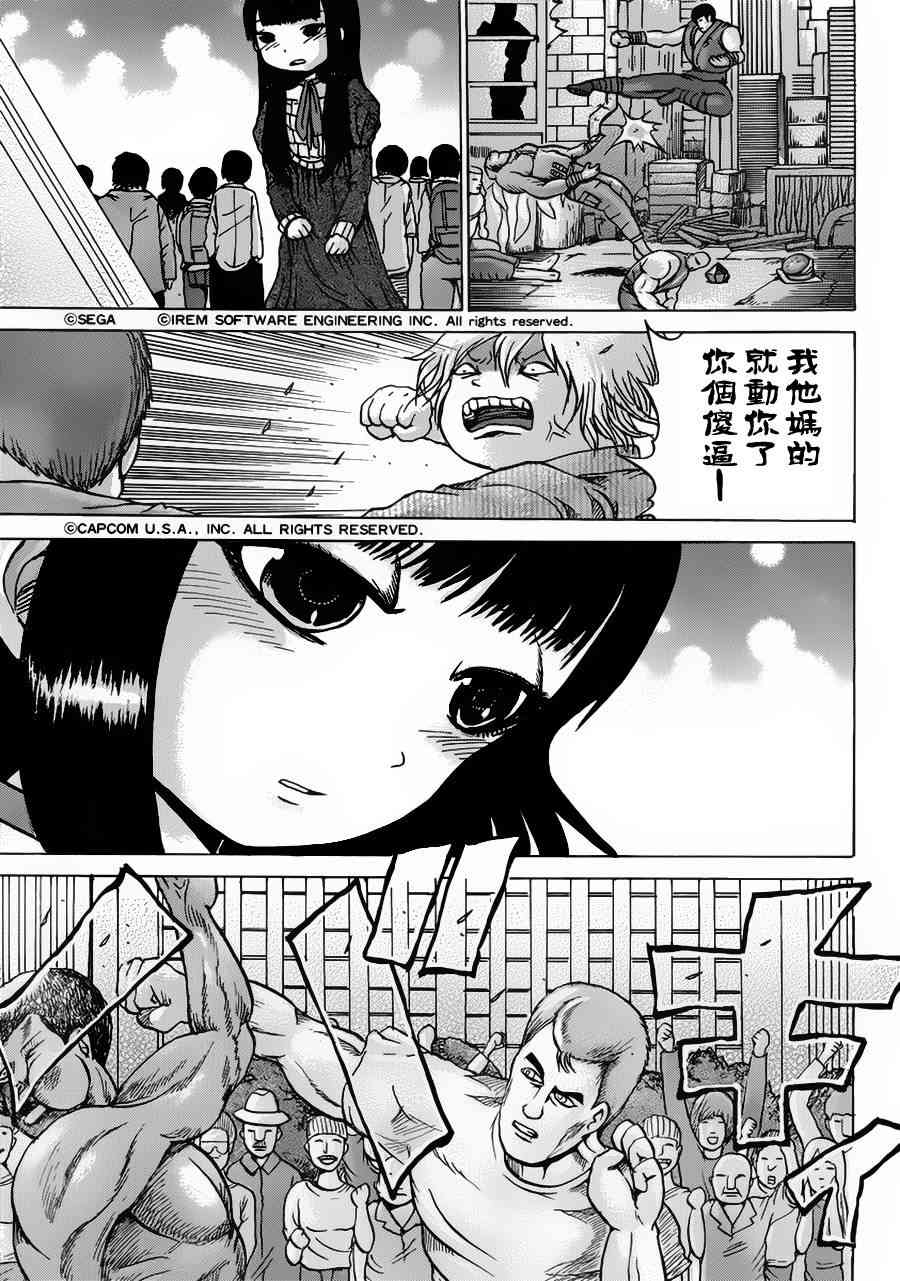 ©SEGA ©IREM SOFTWARE ENGINEERING INC. All rights reserved.
我他媽的
就動你了
你個傻逼ー
©CAPCOM U.S.A., INC. ALL RIGHTS RESERVED.